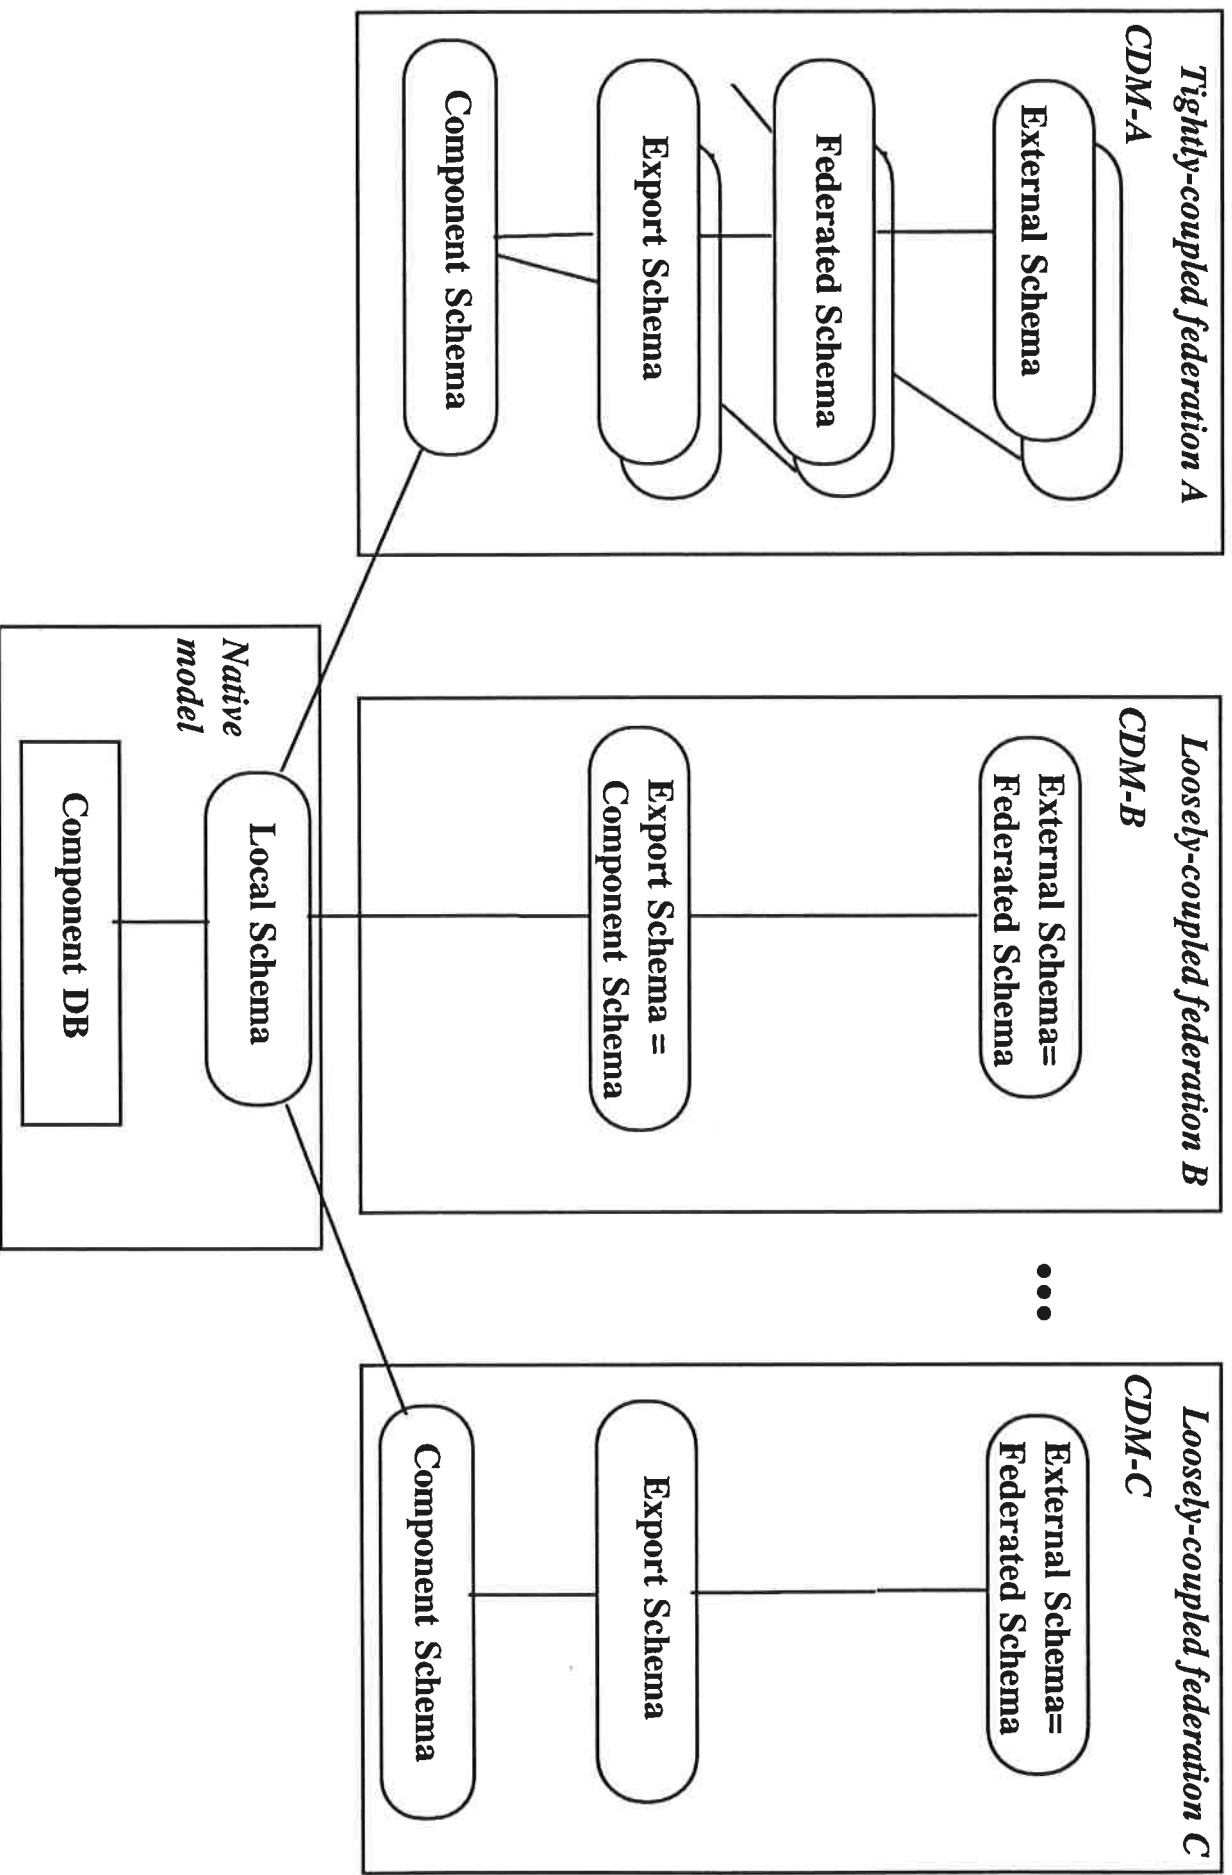 Tightly-coupled federation A
CDM-A
External Schema
Federated Schema
Export Schema
Component Schema
Loosely-coupled federation B
CDM-B
External Schema=
Federated Schema
Export Schema =
Component Schema
•••
Loosely-coupled federation C
CDM-C
External Schema=
Federated Schema
Export Schema
Component Schema
Native
model
Local Schema
Component DB